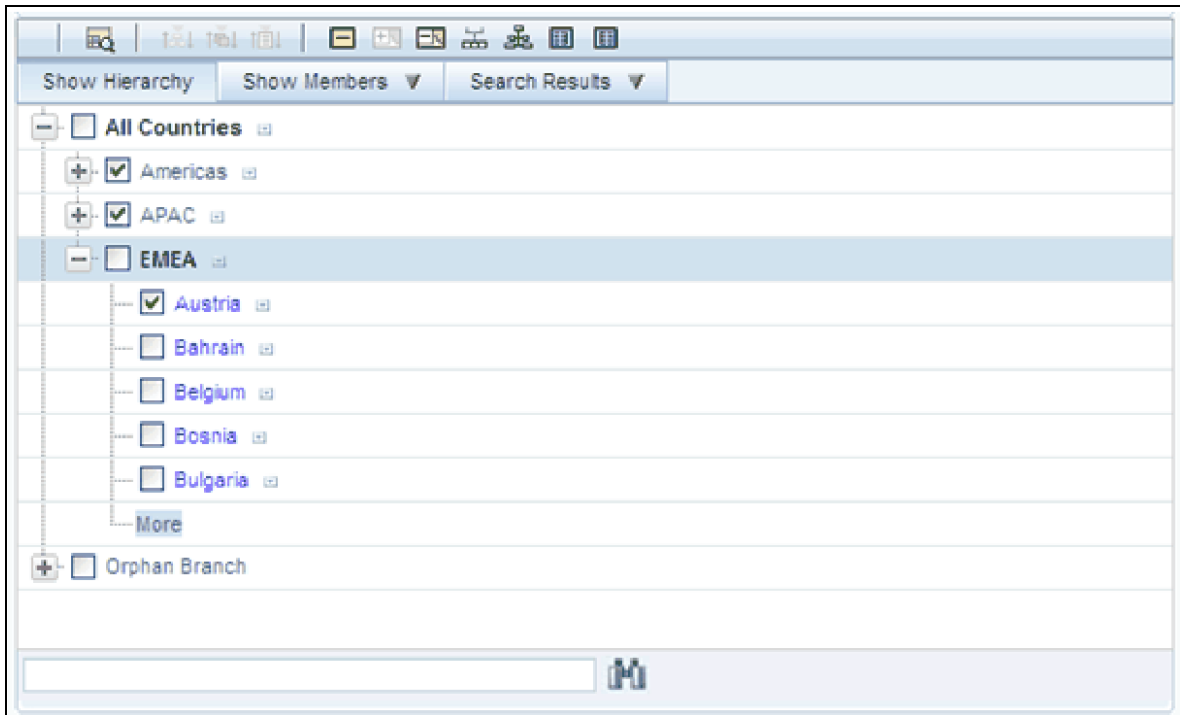 Show Hierarchy Show Members Search Results
All Countries
Americas
APAC
EMEA
Austria
Bahrain
Belgium
Bosnia
Bulgaria
More
Orphan Branch